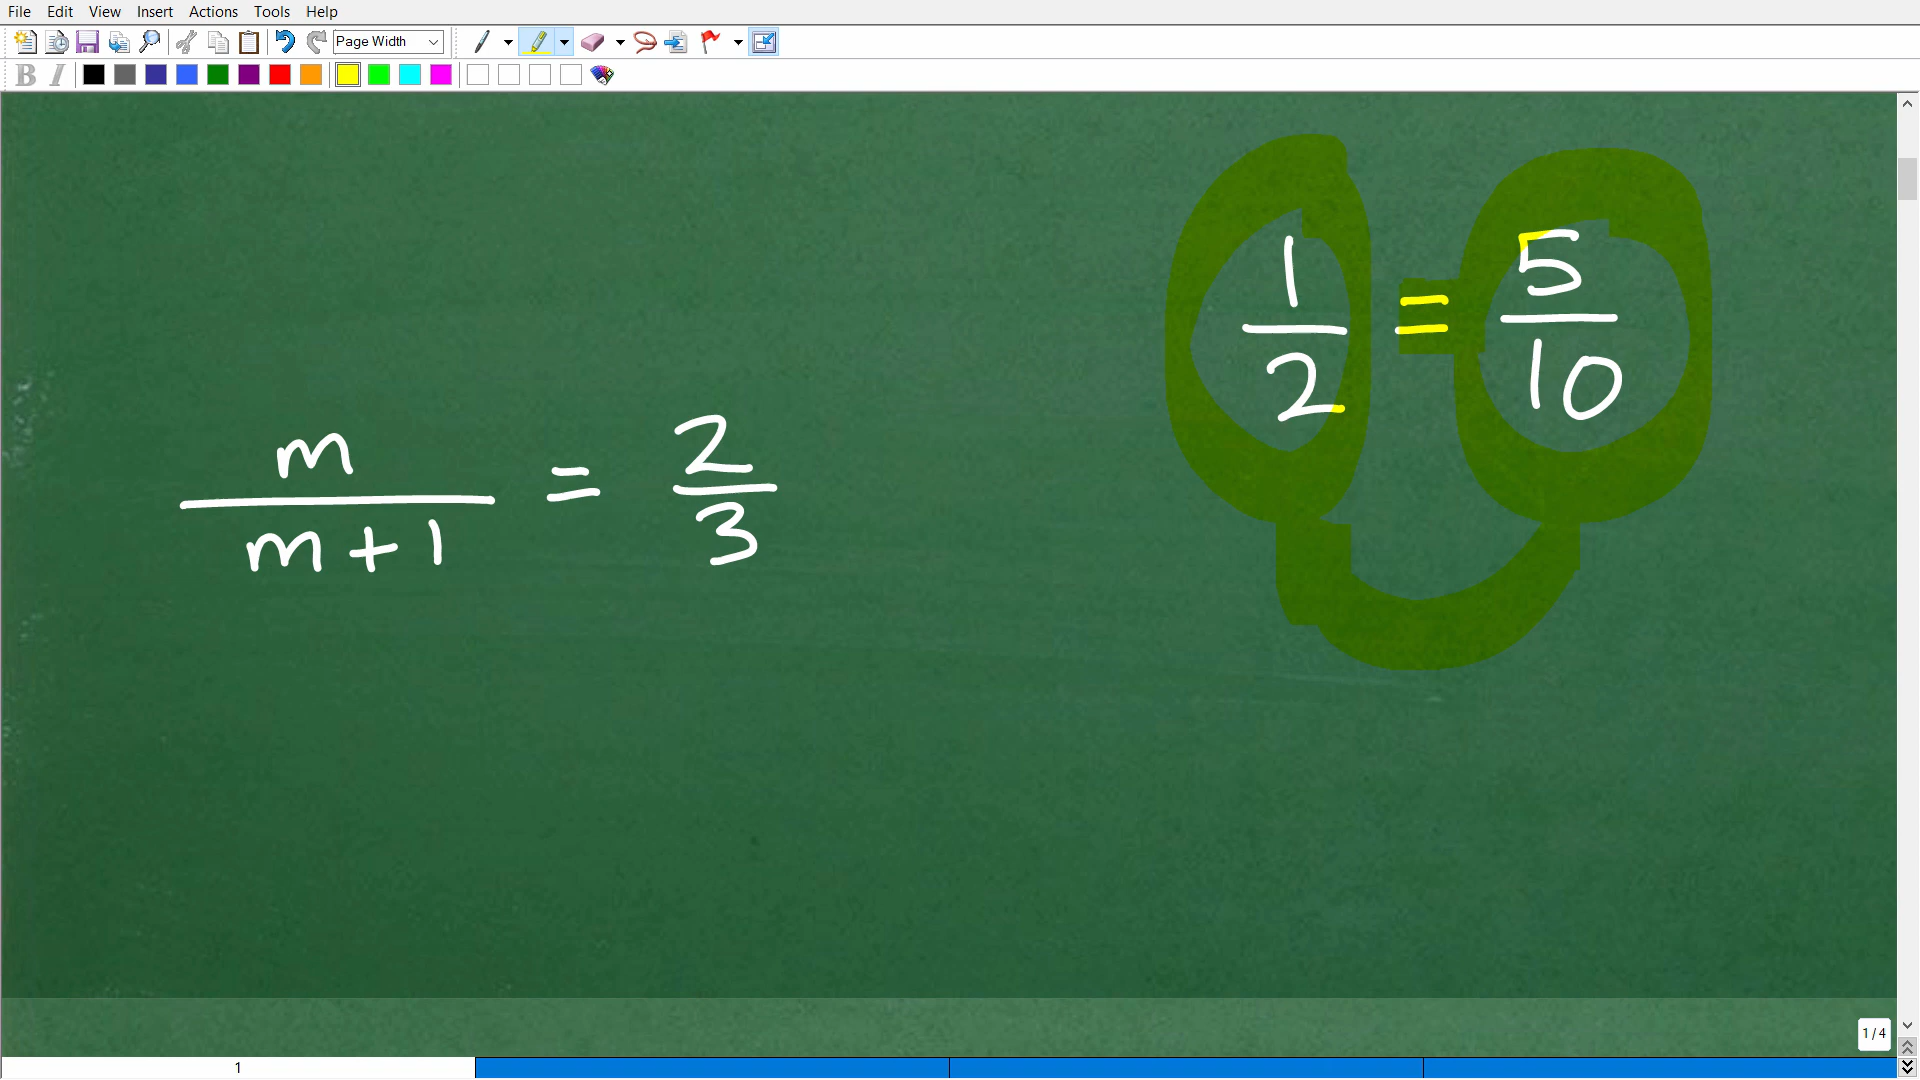 File Edit View Insert Actions Tools Help
Page Width
B I
1/2 = 5/10
m/(m+1) = 2/3
1/4
1